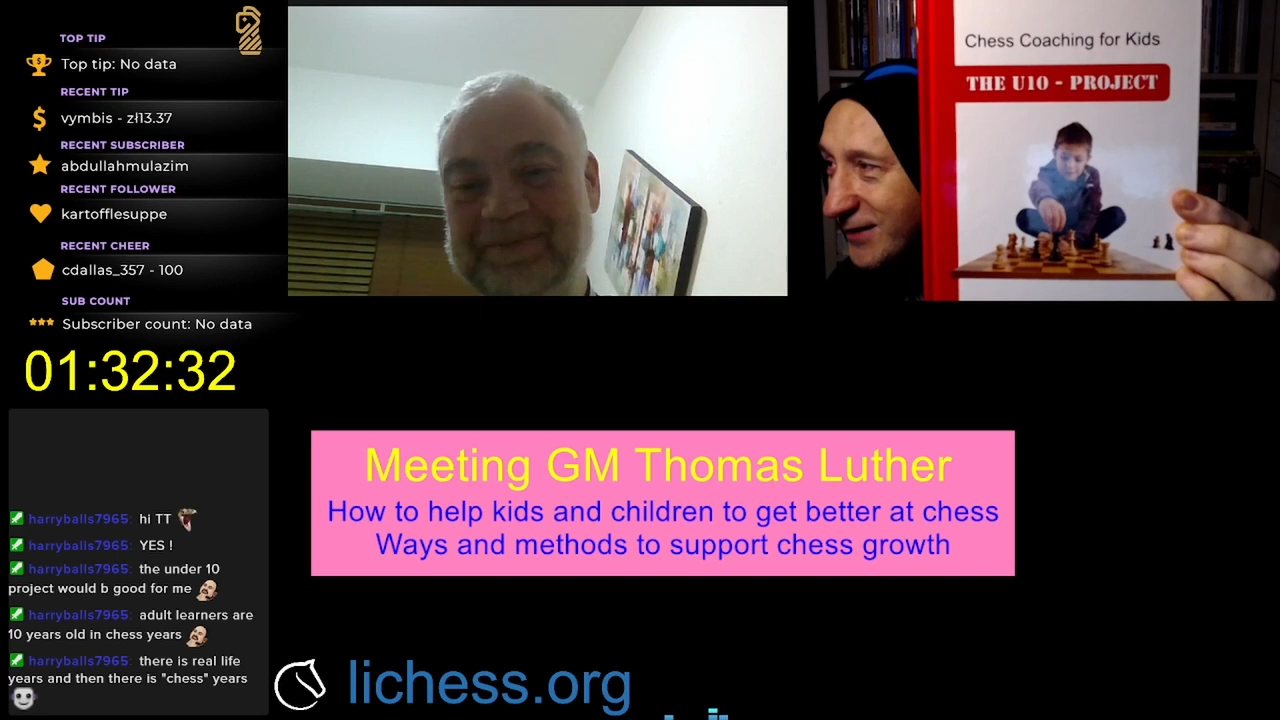 TOP TIP
Top tip: No data
RECENT TIP
vymbis - zł13.37
RECENT SUBSCRIBER
abdullahmulazim
RECENT FOLLOWER
kartofflesuppe
RECENT CHEER
cdallas_357 - 100
SUB COUNT
Subscriber count: No data
01:32:32
harryballs7965: hi TT
harryballs7965: YES !
harryballs7965: the under 10
project would b good for me
harryballs7965: adult learners are
10 years old in chess years
harryballs7965: there is real life
years and then there is "chess" years
Chess Coaching for Kids
THE U10 - PROJECT
Meeting GM Thomas Luther
How to help kids and children to get better at chess
Ways and methods to support chess growth
lichess.org